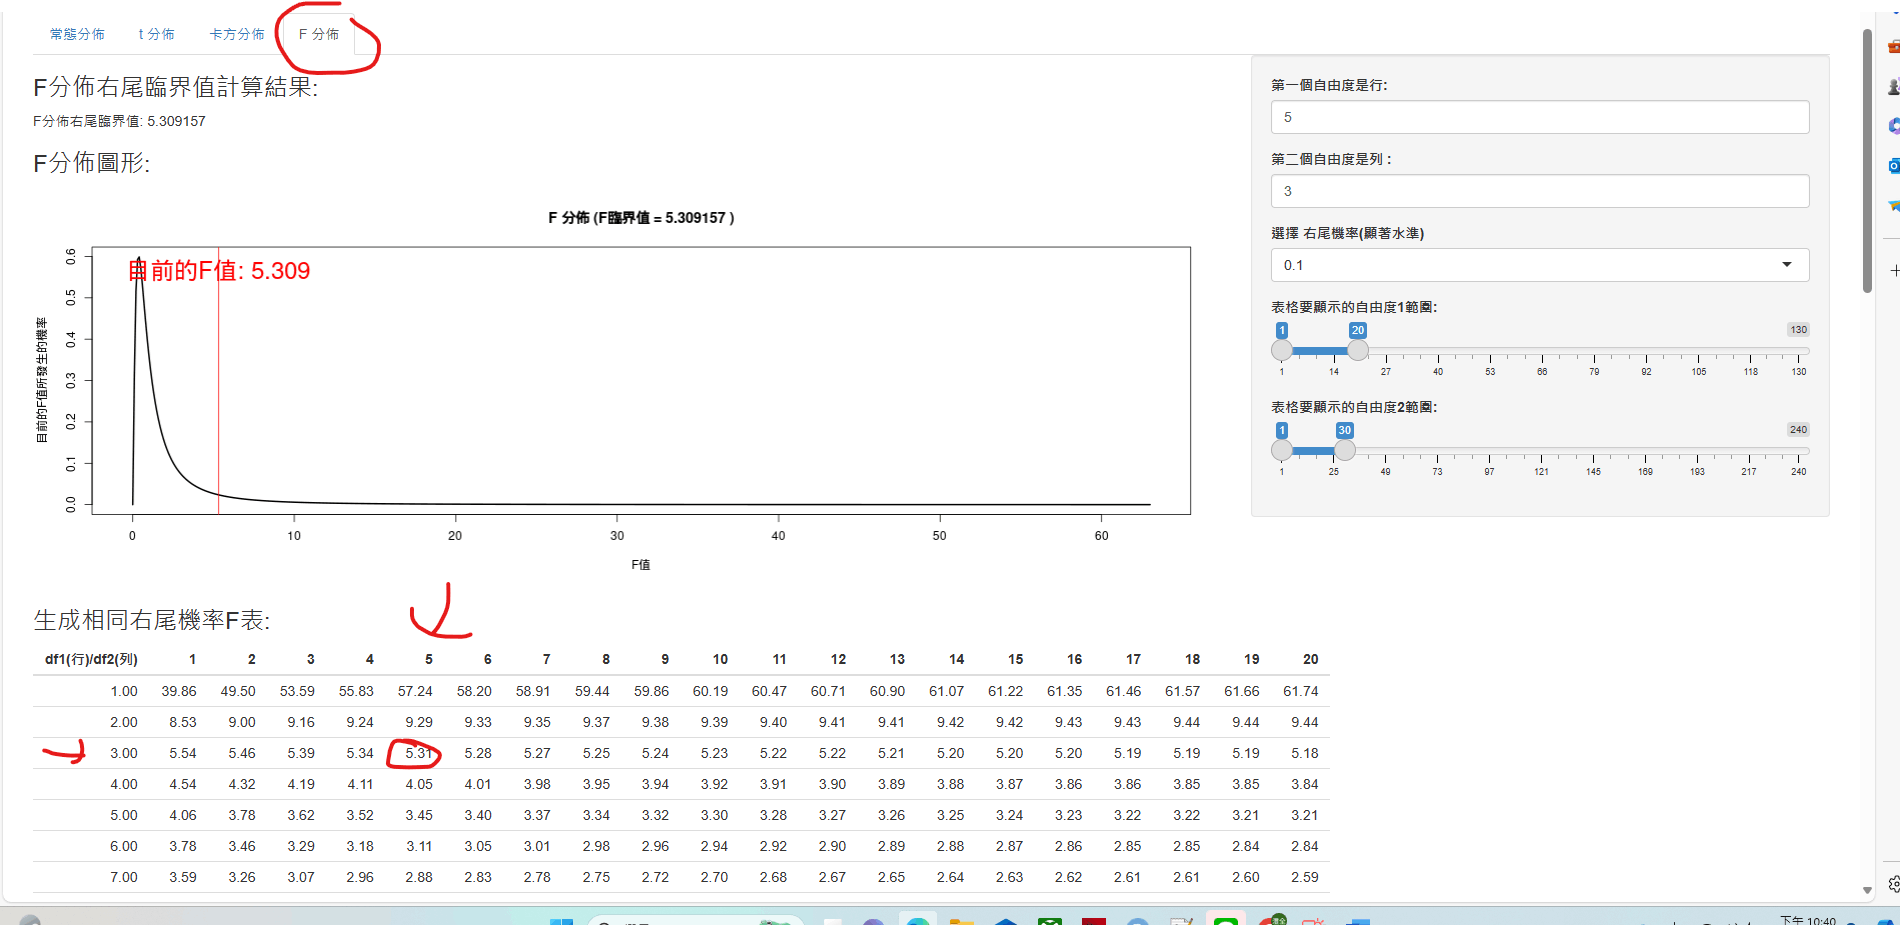 常態分佈 t 分佈 卡方分佈 F 分佈
F分佈右尾臨界值計算結果:
F分佈右尾臨界值: 5.309157
F分佈圖形:
F 分佈 (F臨界值 = 5.309157 )
目前的F值: 5.309
目前的F值所發生的機率
0.6
0.5
0.4
0.3
0.2
0.1
0.0
0 10 20 30 40 50 60
F值
第一個自由度是行:
5
第二個自由度是列 :
3
選擇 右尾機率(顯著水準)
0.1
表格要顯示的自由度1範圍:
1 20 130
1 14 27 40 53 66 79 92 105 118 130
表格要顯示的自由度2範圍:
1 30 240
1 25 49 73 97 121 145 169 193 217 240
生成相同右尾機率F表:
df1(行)/df2(列) 1 2 3 4 5 6 7 8 9 10 11 12 13 14 15 16 17 18 19 20
1.00 39.86 49.50 53.59 55.83 57.24 58.20 58.91 59.44 59.86 60.19 60.47 60.71 60.90 61.07 61.22 61.35 61.46 61.57 61.66 61.74
2.00 8.53 9.00 9.16 9.24 9.29 9.33 9.35 9.37 9.38 9.39 9.40 9.41 9.41 9.42 9.42 9.43 9.43 9.44 9.44 9.44
3.00 5.54 5.46 5.39 5.34 5.31 5.28 5.27 5.25 5.24 5.23 5.22 5.22 5.21 5.20 5.20 5.20 5.19 5.19 5.19 5.18
4.00 4.54 4.32 4.19 4.11 4.05 4.01 3.98 3.95 3.94 3.92 3.91 3.90 3.89 3.88 3.87 3.86 3.86 3.85 3.85 3.84
5.00 4.06 3.78 3.62 3.52 3.45 3.40 3.37 3.34 3.32 3.30 3.28 3.27 3.26 3.25 3.24 3.23 3.22 3.22 3.21 3.21
6.00 3.78 3.46 3.29 3.18 3.11 3.05 3.01 2.98 2.96 2.94 2.92 2.90 2.89 2.88 2.87 2.86 2.85 2.85 2.84 2.84
7.00 3.59 3.26 3.07 2.96 2.88 2.83 2.78 2.75 2.72 2.70 2.68 2.67 2.65 2.64 2.63 2.62 2.61 2.61 2.60 2.59
下午 10:40